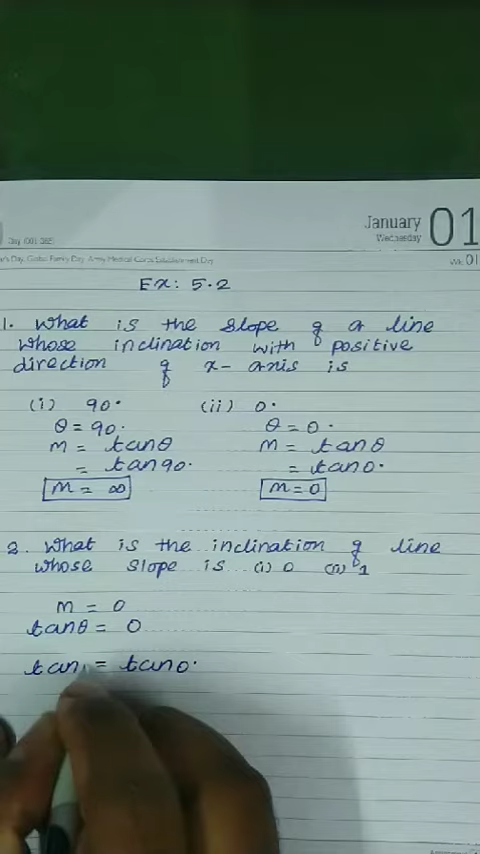 January 01
Wednesday
Ex: 5.2
1. What is the slope of a line
whose inclination with positive
direction of x-axis is
(i) 90° (ii) 0°
θ = 90° θ = 0°
m = tanθ m = tanθ
= tan90° = tan0°
m = ∞ m = 0
2. What is the inclination of line
whose slope is (i) 0 (ii) 1
m = 0
tanθ = 0
tan = tan0°